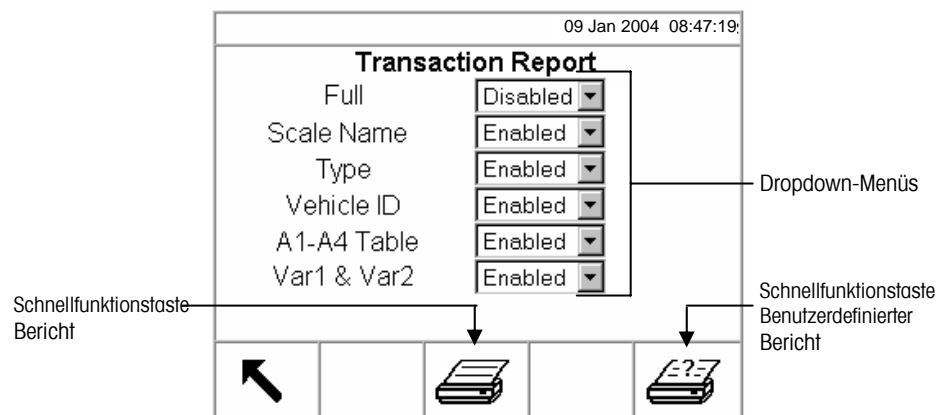 09 Jan 2004 08:47:19
Transaction Report
Full Disabled
Scale Name Enabled
Type Enabled
Vehicle ID Enabled
A1-A4 Table Enabled
Var1 & Var2 Enabled
Dropdown-Menüs
Schnellfunktionstaste
Bericht
Schnellfunktionstaste
Benutzerdefinierter
Bericht
?